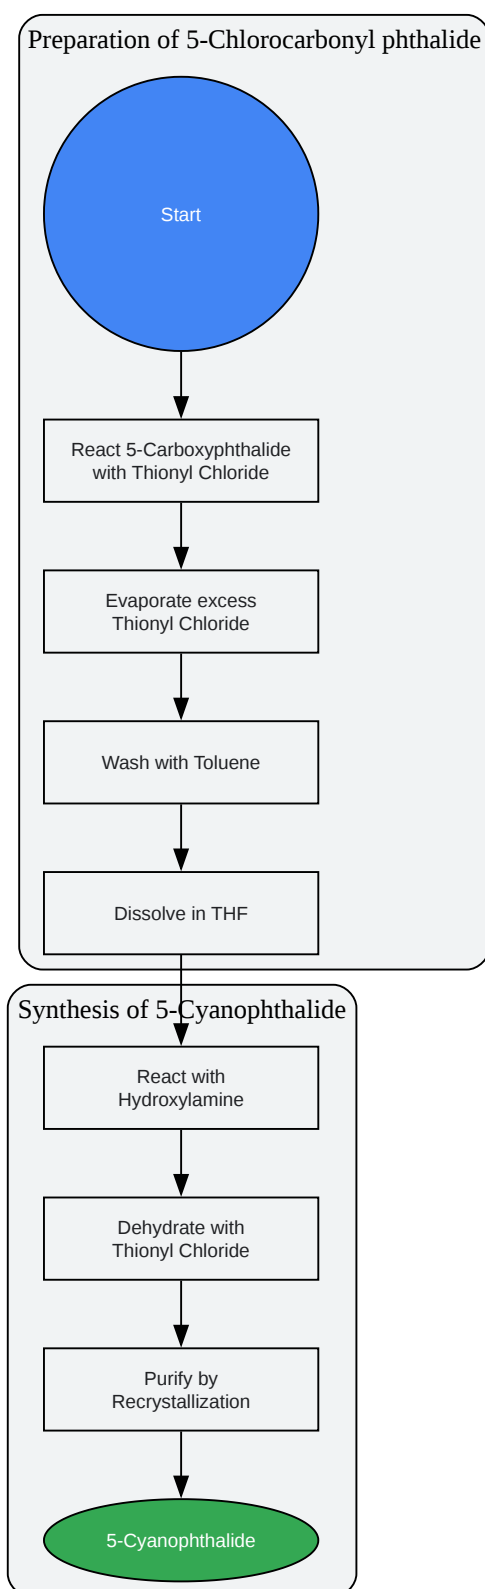 Preparation of 5-Chlorocarbonyl phthalide
Start
React 5-Carboxyphthalide
with Thionyl Chloride
Evaporate excess
Thionyl Chloride
Wash with Toluene
Dissolve in THF
Synthesis of 5-Cyanophthalide
React with
Hydroxylamine
Dehydrate with
Thionyl Chloride
Purify by
Recrystallization
5-Cyanophthalide